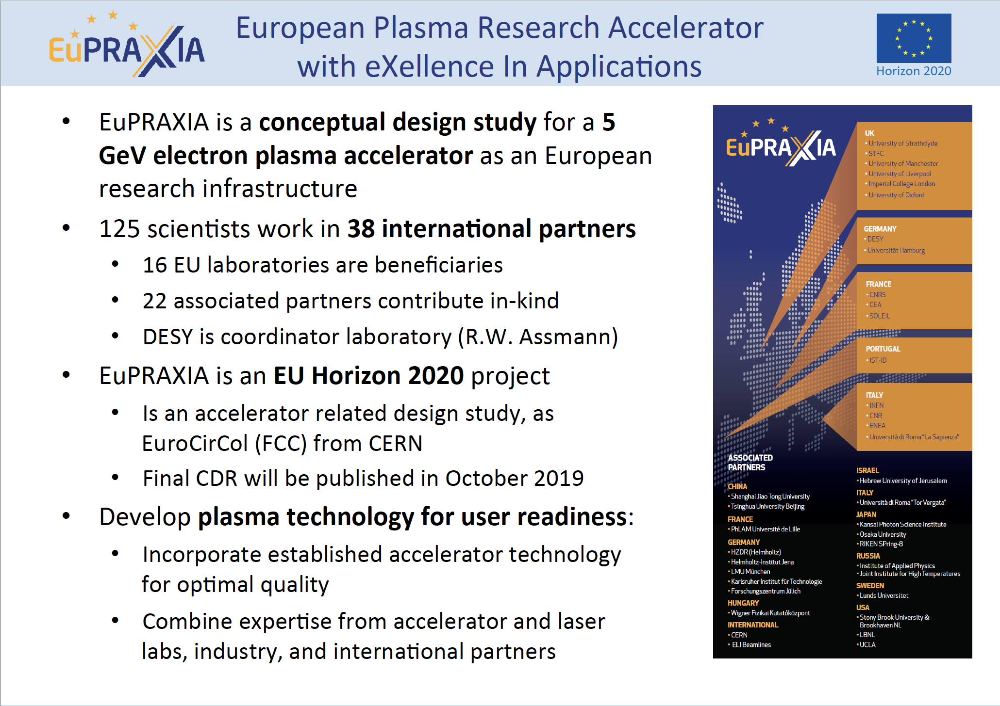 EuPRAXIA
European Plasma Research Accelerator
with eXellence In Applications
Horizon 2020
• EuPRAXIA is a conceptual design study for a 5
GeV electron plasma accelerator as an European
research infrastructure
• 125 scientists work in 38 international partners
• 16 EU laboratories are beneficiaries
• 22 associated partners contribute in-kind
• DESY is coordinator laboratory (R.W. Assmann)
• EuPRAXIA is an EU Horizon 2020 project
• Is an accelerator related design study, as
EuroCirCol (FCC) from CERN
• Final CDR will be published in October 2019
• Develop plasma technology for user readiness:
• Incorporate established accelerator technology
for optimal quality
• Combine expertise from accelerator and laser
labs, industry, and international partners
EuPRAXIA
UK
• University of Strathclyde
• STFC
• University of Manchester
• University of Liverpool
• Imperial College London
• University of Oxford
GERMANY
• DESY
• Universität Hamburg
FRANCE
• CNRS
• CEA
• SOLEIL
PORTUGAL
• IST-ID
ITALY
• INFN
• CNR
• ENEA
• Università di Roma “La Sapienza”
ASSOCIATED
PARTNERS
CHINA
• Shanghai Jiao Tong University
• Tsinghua University Beijing
FRANCE
• PhLAM Université de Lille
GERMANY
• HZDR (Helmholtz)
• Helmholtz-Institut Jena
• LMU München
• Karlsruher Institut für Technologie
• Forschungszentrum Jülich
HUNGARY
• Wigner Fizikai Kutatóközpont
INTERNATIONAL
• CERN
• ELI Beamlines
ISRAEL
• Hebrew University of Jerusalem
ITALY
• Università di Roma “Tor Vergata”
JAPAN
• Kansai Photon Science Institute
• Osaka University
• RIKEN SPring-8
RUSSIA
• Institute of Applied Physics
• Joint Institute for High Temperatures
SWEDEN
• Lunds Universitet
USA
• Stony Brook University &
Brookhaven NL
• LBNL
• UCLA